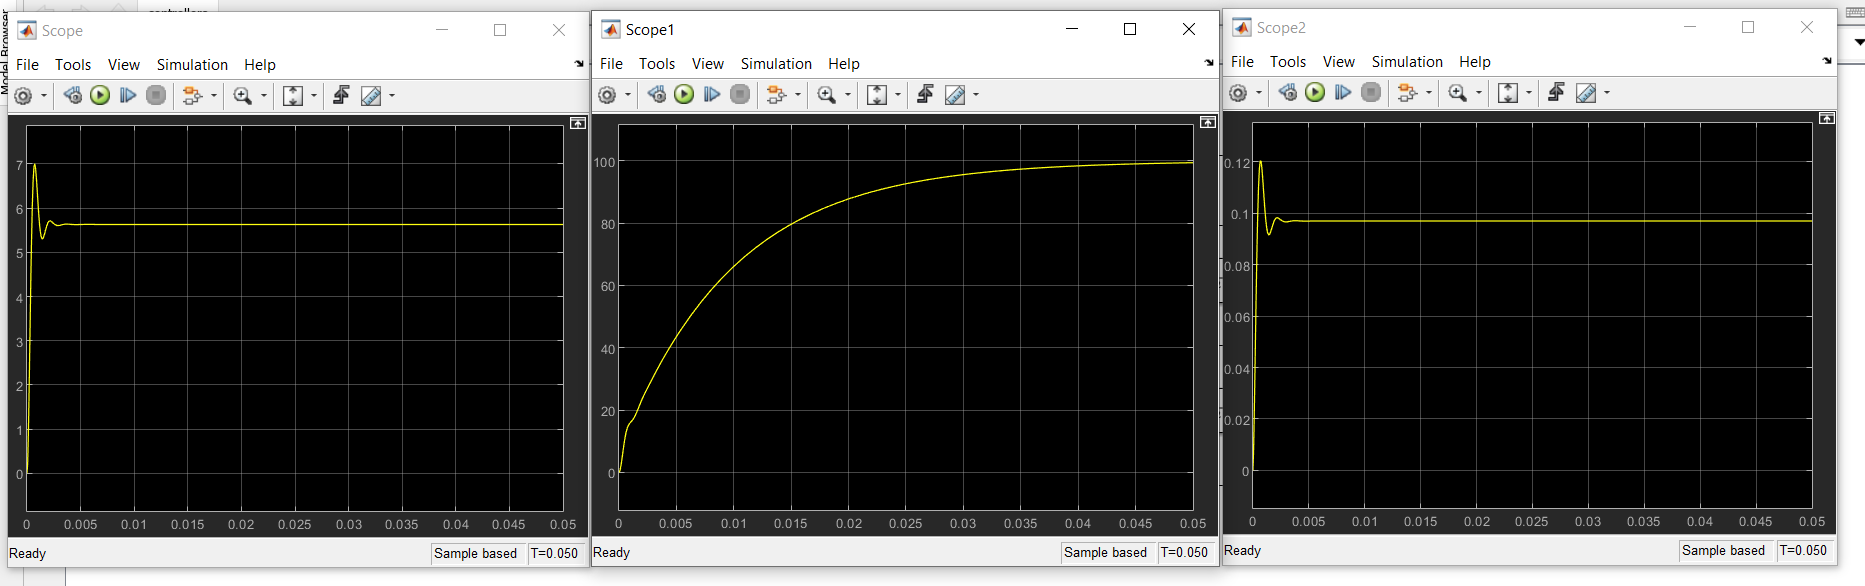 controllers
Model Browser
Scope
File Tools View Simulation Help
7
6
5
4
3
2
1
0
0 0.005 0.01 0.015 0.02 0.025 0.03 0.035 0.04 0.045 0.05
Ready Sample based T=0.050
Scope1
File Tools View Simulation Help
100
80
60
40
20
0
0 0.005 0.01 0.015 0.02 0.025 0.03 0.035 0.04 0.045 0.05
Ready Sample based T=0.050
Scope2
File Tools View Simulation Help
0.12
0.1
0.08
0.06
0.04
0.02
0
0 0.005 0.01 0.015 0.02 0.025 0.03 0.035 0.04 0.045 0.05
Ready Sample based T=0.050